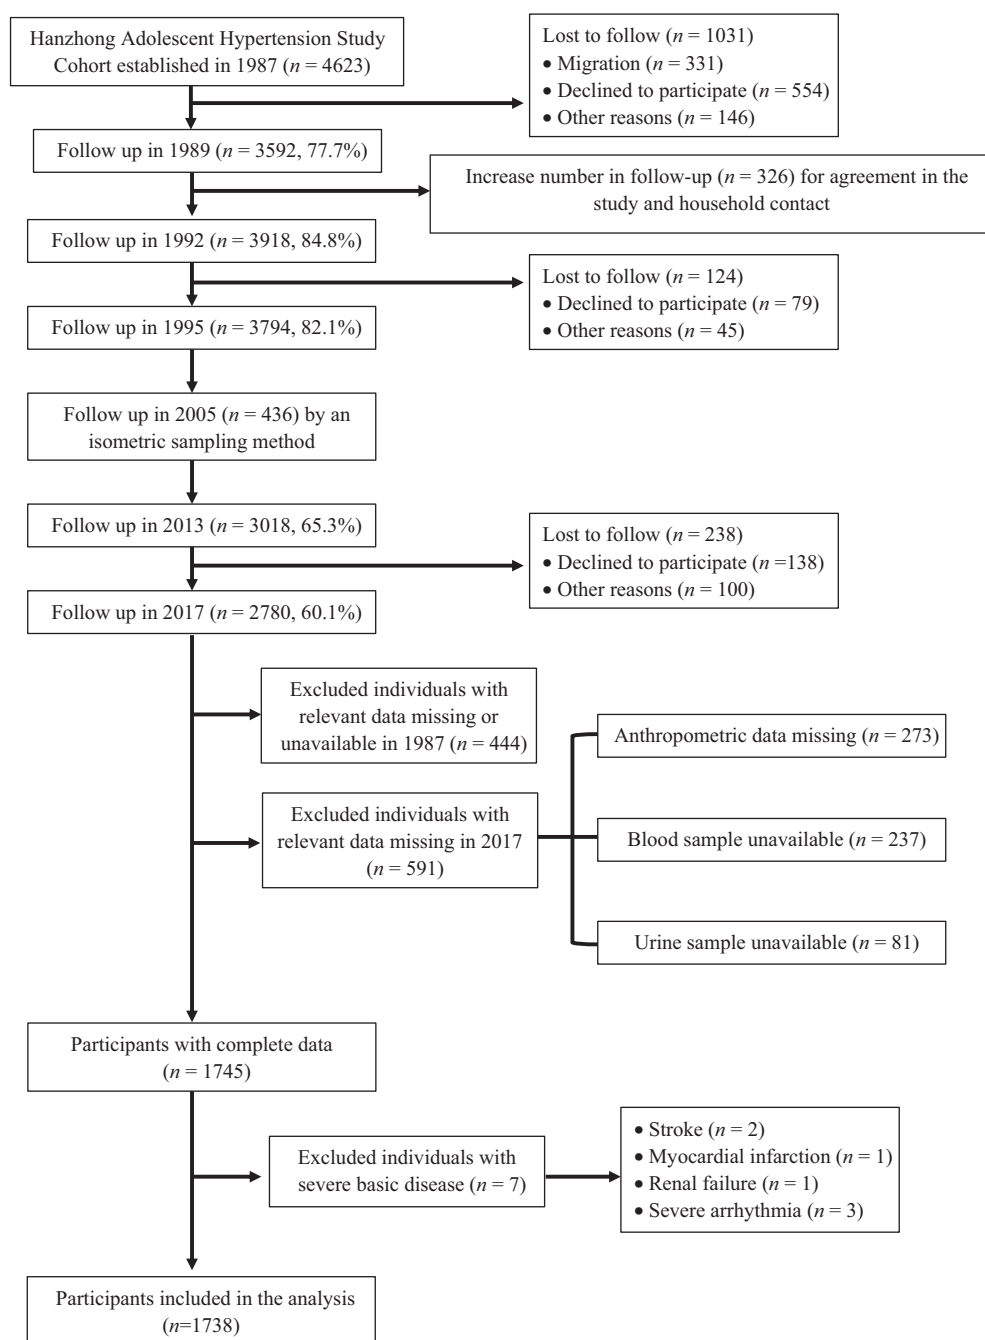 Hanzhong Adolescent Hypertension Study
Cohort established in 1987 (n = 4623)
Lost to follow (n = 1031)
• Migration (n = 331)
• Declined to participate (n = 554)
• Other reasons (n = 146)
Follow up in 1989 (n = 3592, 77.7%)
Increase number in follow-up (n = 326) for agreement in the
study and household contact
Follow up in 1992 (n = 3918, 84.8%)
Lost to follow (n = 124)
• Declined to participate (n = 79)
• Other reasons (n = 45)
Follow up in 1995 (n = 3794, 82.1%)
Follow up in 2005 (n = 436) by an
isometric sampling method
Follow up in 2013 (n = 3018, 65.3%)
Lost to follow (n = 238)
• Declined to participate (n =138)
• Other reasons (n = 100)
Follow up in 2017 (n = 2780, 60.1%)
Excluded individuals with
relevant data missing or
unavailable in 1987 (n = 444)
Excluded individuals with
relevant data missing in 2017
(n = 591)
Anthropometric data missing (n = 273)
Blood sample unavailable (n = 237)
Urine sample unavailable (n = 81)
Participants with complete data
(n = 1745)
Excluded individuals with
severe basic disease (n = 7)
• Stroke (n = 2)
• Myocardial infarction (n = 1)
• Renal failure (n = 1)
• Severe arrhythmia (n = 3)
Participants included in the analysis
(n=1738)